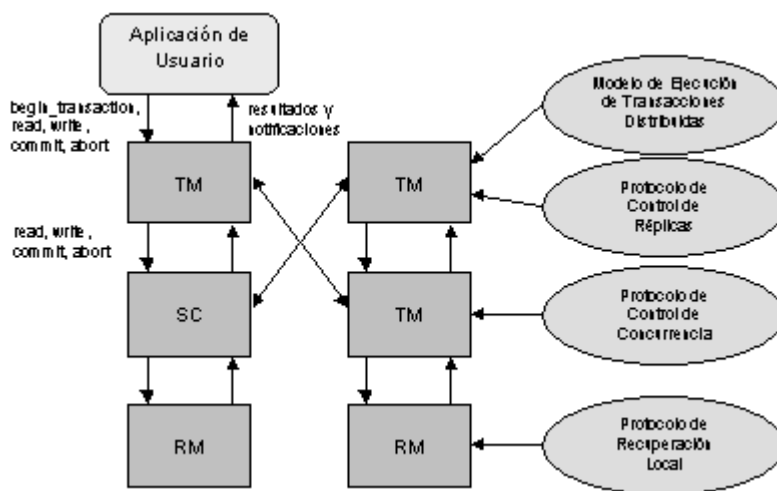 Aplicación de
Usuario
begin_transaction,
read, write,
commit, abort
resultados y
notificaciones
Modelo de Ejecución
de Transacciones
Distribuidas
TM
TM
Protocolo de
Control de
Réplicas
read, write,
commit, abort
SC
TM
Protocolo de
Control de
Concurrencia
RM
RM
Protocolo de
Recuperación
Local